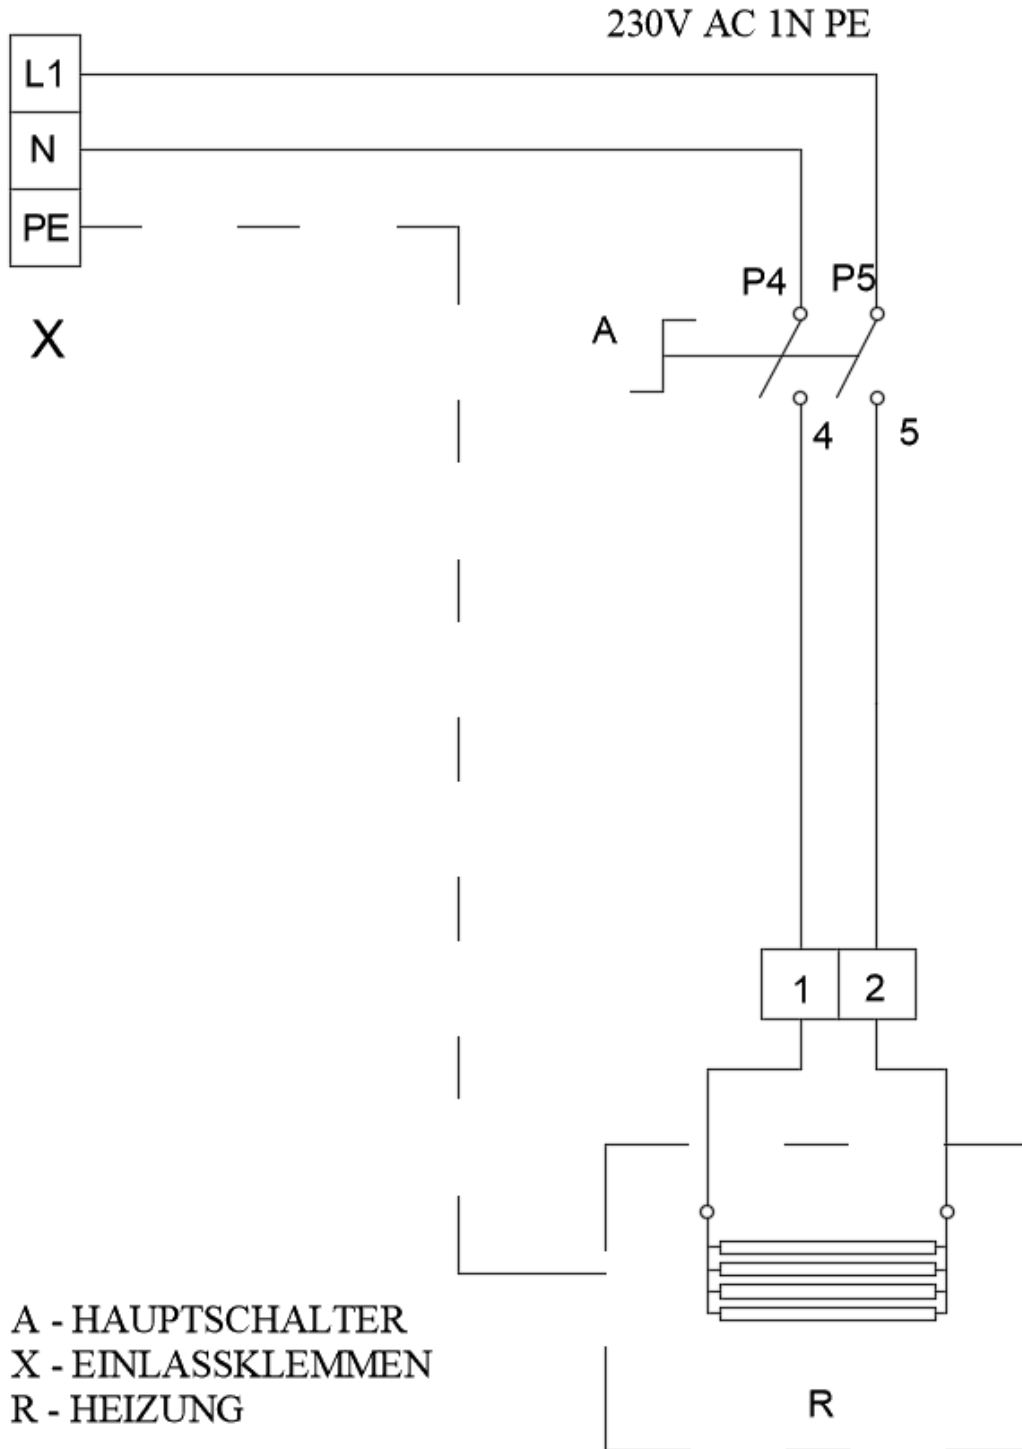 230V AC 1N PE
L1
N
PE
X
P4 P5
A
4 5
1 2
R
A - HAUPTSCHALTER
X - EINLASSKLEMMEN
R - HEIZUNG